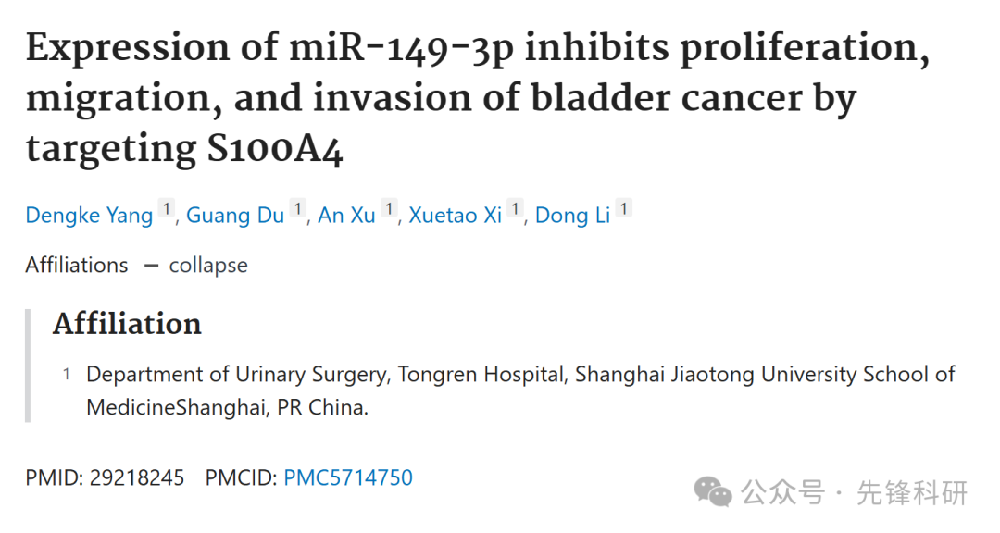 Expression of miR-149-3p inhibits proliferation,
migration, and invasion of bladder cancer by
targeting S100A4
Dengke Yang 1, Guang Du 1, An Xu 1, Xuetao Xi 1, Dong Li 1
Affiliations — collapse
Affiliation
1 Department of Urinary Surgery, Tongren Hospital, Shanghai Jiaotong University School of
MedicineShanghai, PR China.
PMID: 29218245 PMCID: PMC5714750
公众号 · 先锋科研